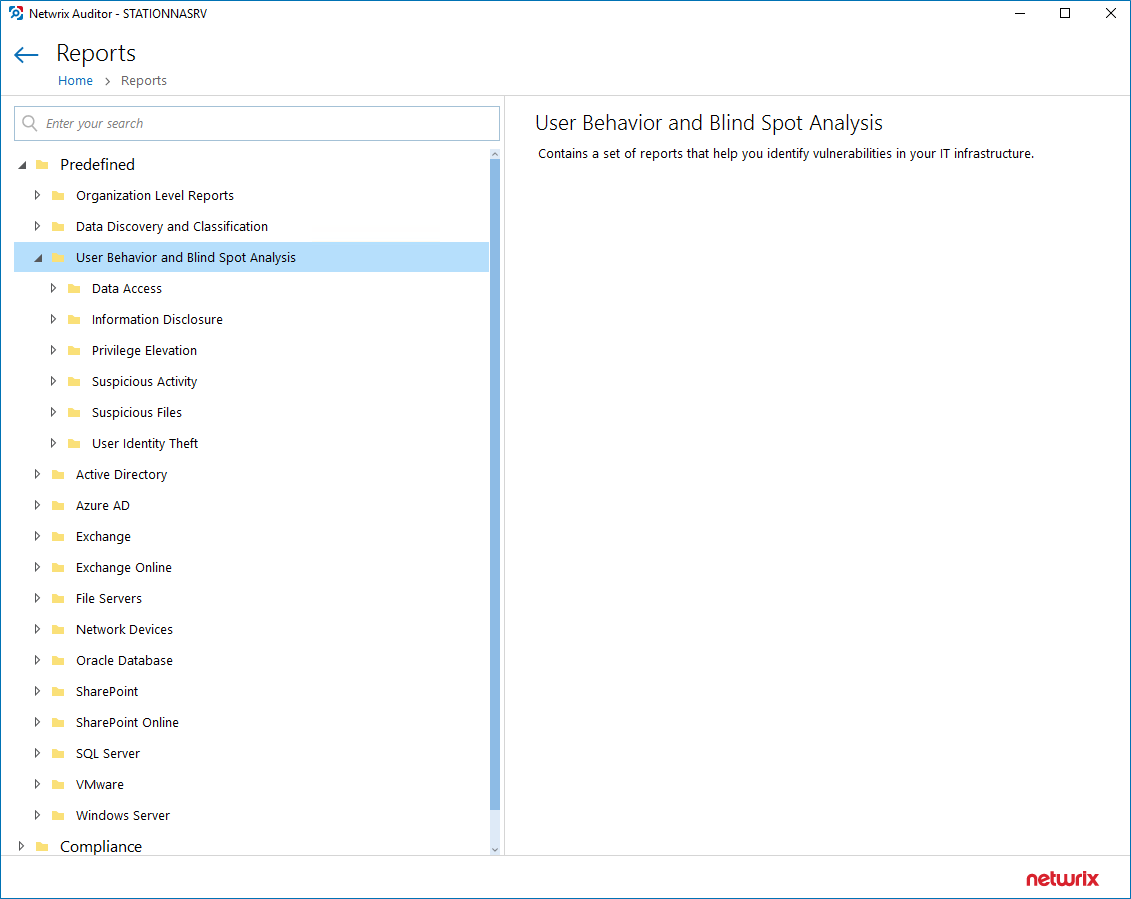 Netwrix Auditor - STATIONNASRV
Reports
Home > Reports
Enter your search
Predefined
Organization Level Reports
Data Discovery and Classification
User Behavior and Blind Spot Analysis
Data Access
Information Disclosure
Privilege Elevation
Suspicious Activity
Suspicious Files
User Identity Theft
Active Directory
Azure AD
Exchange
Exchange Online
File Servers
Network Devices
Oracle Database
SharePoint
SharePoint Online
SQL Server
VMware
Windows Server
Compliance
User Behavior and Blind Spot Analysis
Contains a set of reports that help you identify vulnerabilities in your IT infrastructure.
netwrix